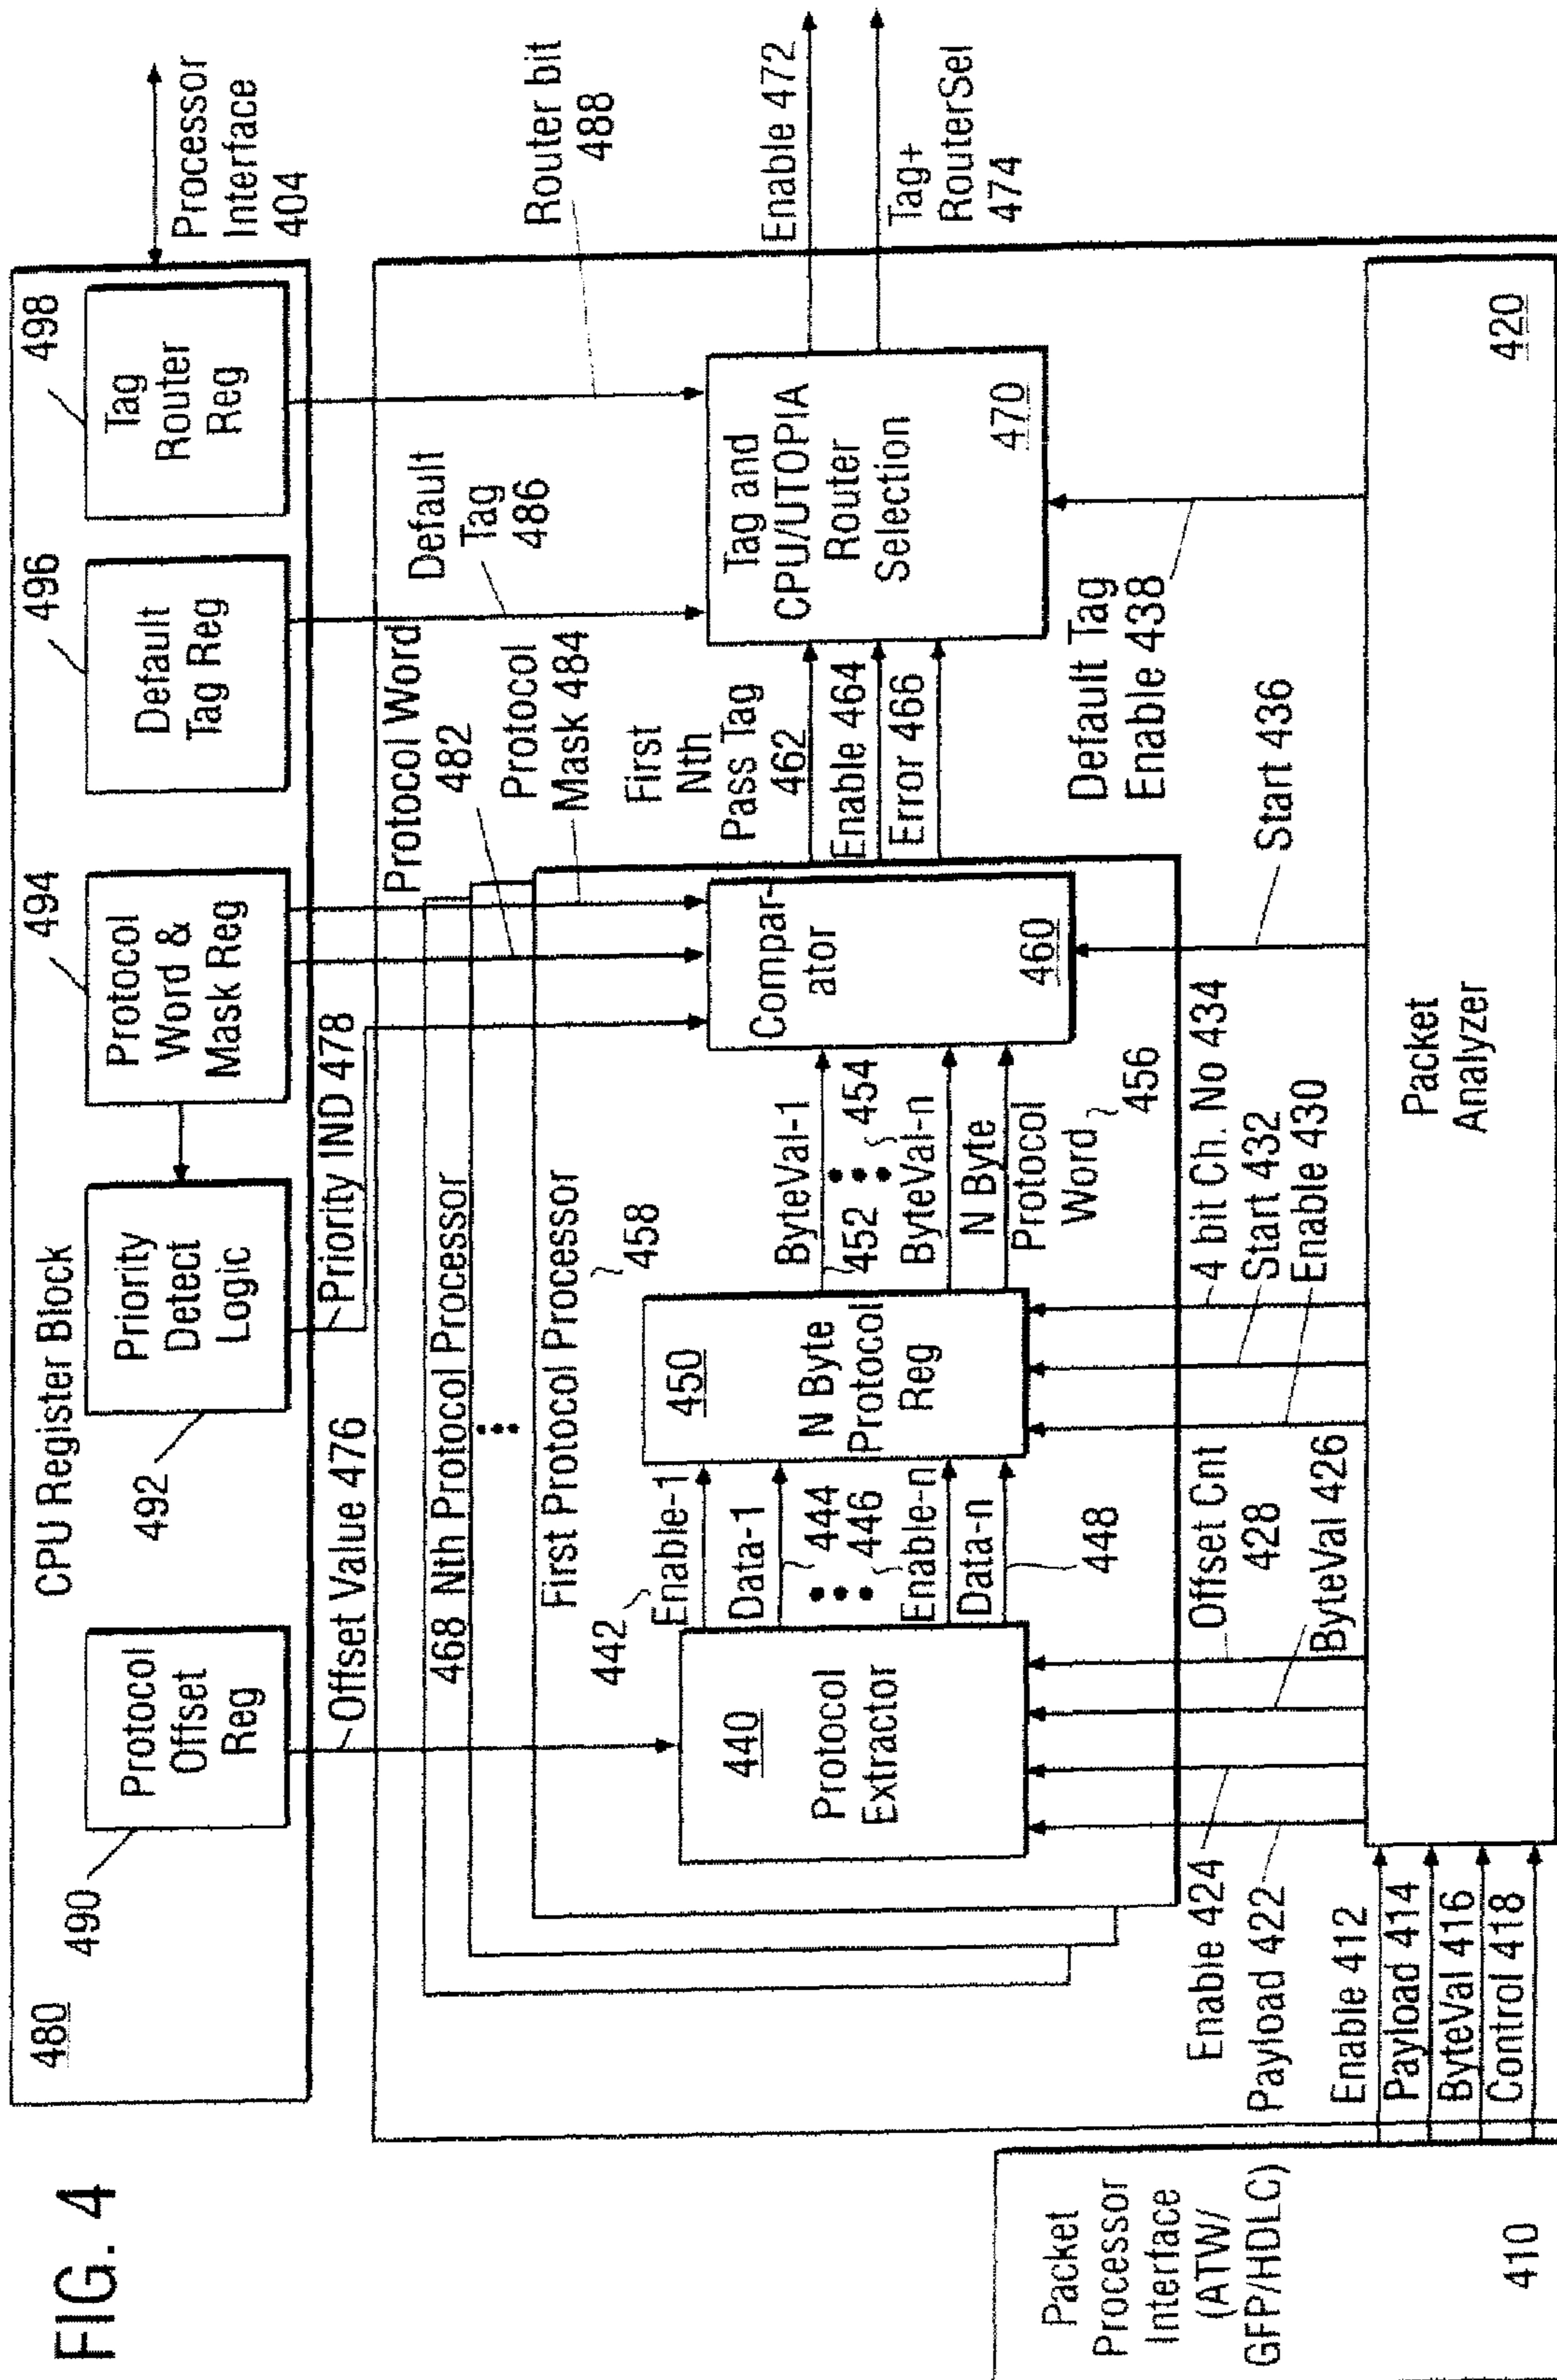 FIG. 4
480
CPU Register Block
490
Protocol
Offset
Reg
492
Priority
Detect
Logic
494
Protocol
Word &
Mask Reg
496
Default
Tag Reg
498
Tag
Router
Reg
Processor
Interface
404
Offset Value 476
Priority IND 478
Protocol Word
482
Protocol
Mask 484
Default
Tag
486
Router bit
488
468 Nth Protocol Processor
First Protocol Processor
458
440
Protocol
Extractor
442
Enable-1
Data-1
444
446
Enable-n
Data-n
448
450
N Byte
Protocol
Reg
ByteVal-1
452
454
ByteVal-n
N Byte
Protocol
Word
456
Compar-
ator
460
First
Nth
Pass Tag
462
Enable 464
Error 466
Tag and
CPU/UTOPIA
Router
Selection
470
Enable 472
Tag+
RouterSel
474
Enable 424
Payload 422
Offset Cnt
428
ByteVal 426
4 bit Ch. No 434
Start 432
Enable 430
Start 436
Default Tag
Enable 438
Packet
Processor
Interface
(ATW/
GFP/HDLC)
410
Enable 412
Payload 414
ByteVal 416
Control 418
Packet
Analyzer
420